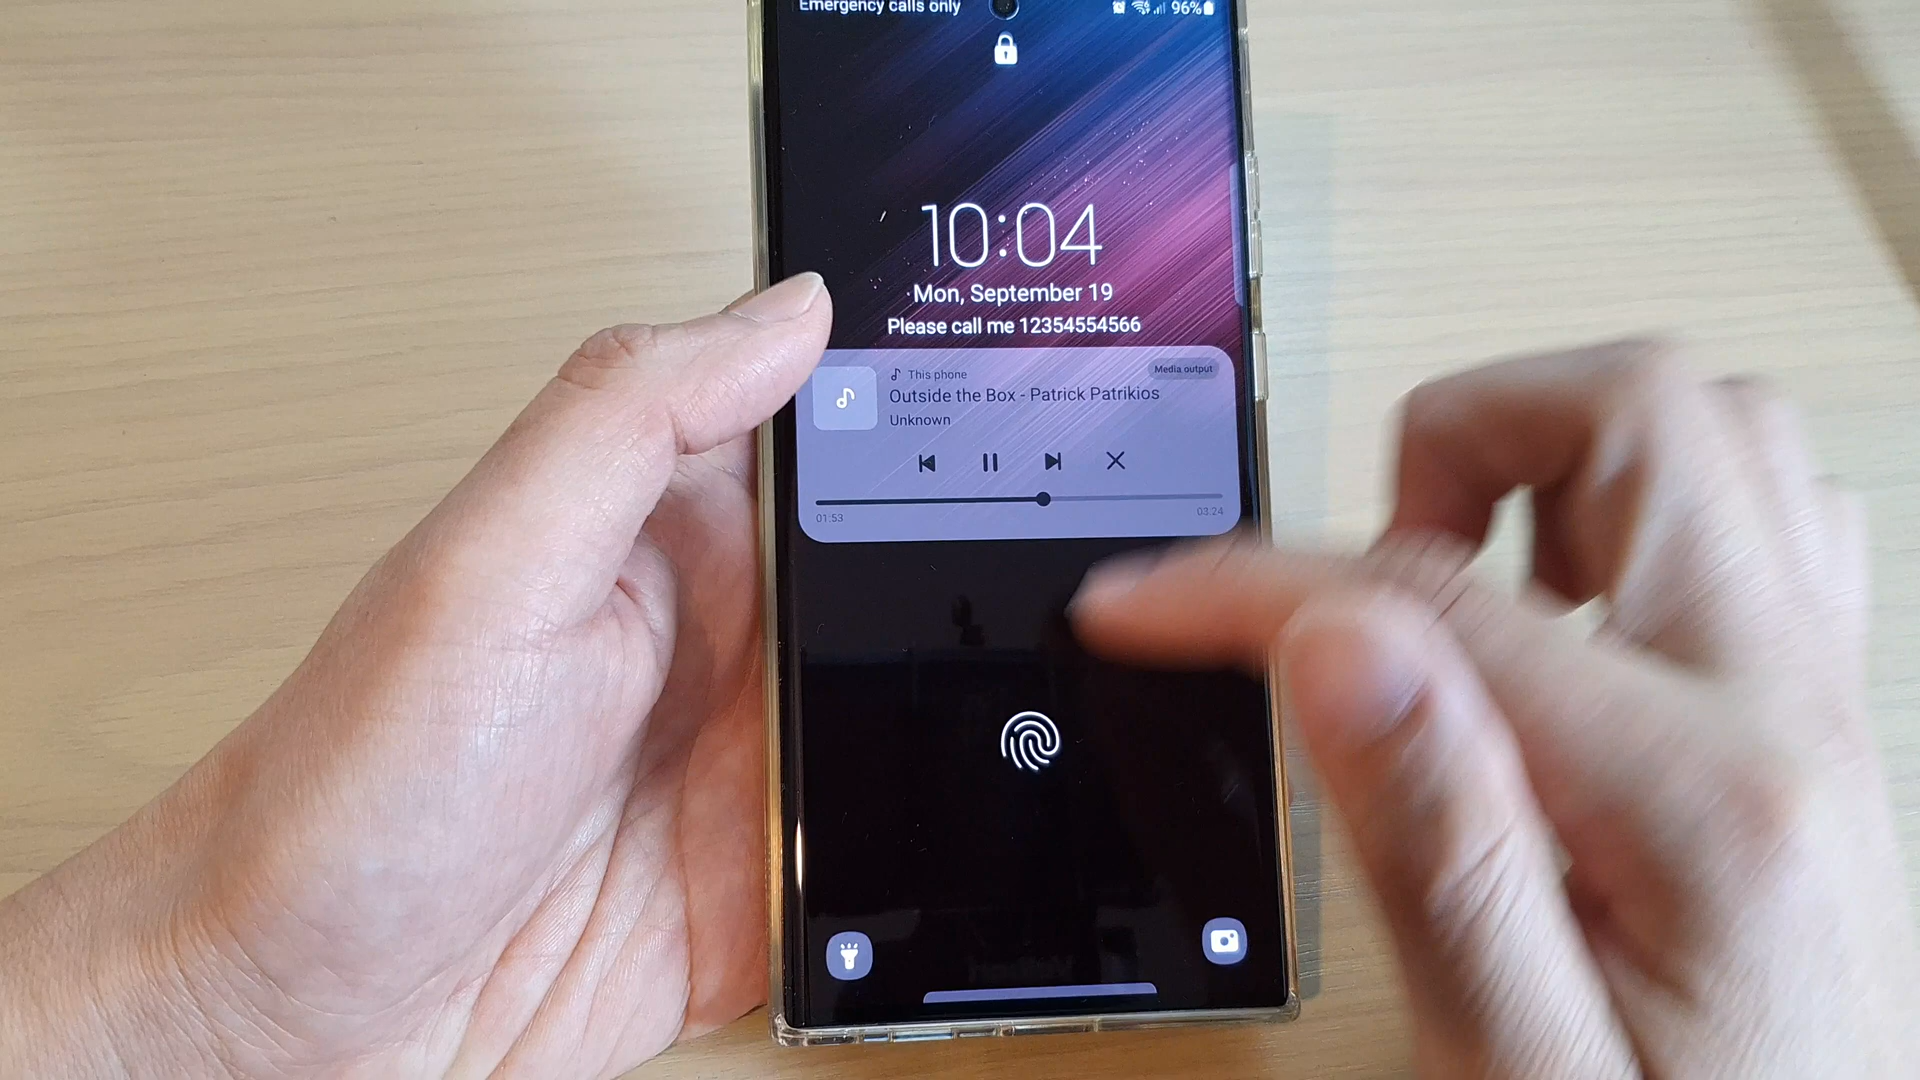 Emergency calls only
96%
10:04
Mon, September 19
Please call me 12354554566
This phone
Media output
Outside the Box - Patrick Patrikios
Unknown
01:53
03:24